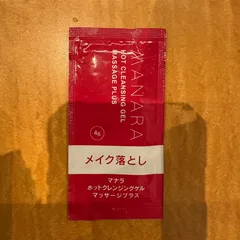 MANARA
HOT CLEANSING GEL
MASSAGE PLUS
4g
メイク落とし
マナラ
ホットクレンジングゲル
マッサージプラス